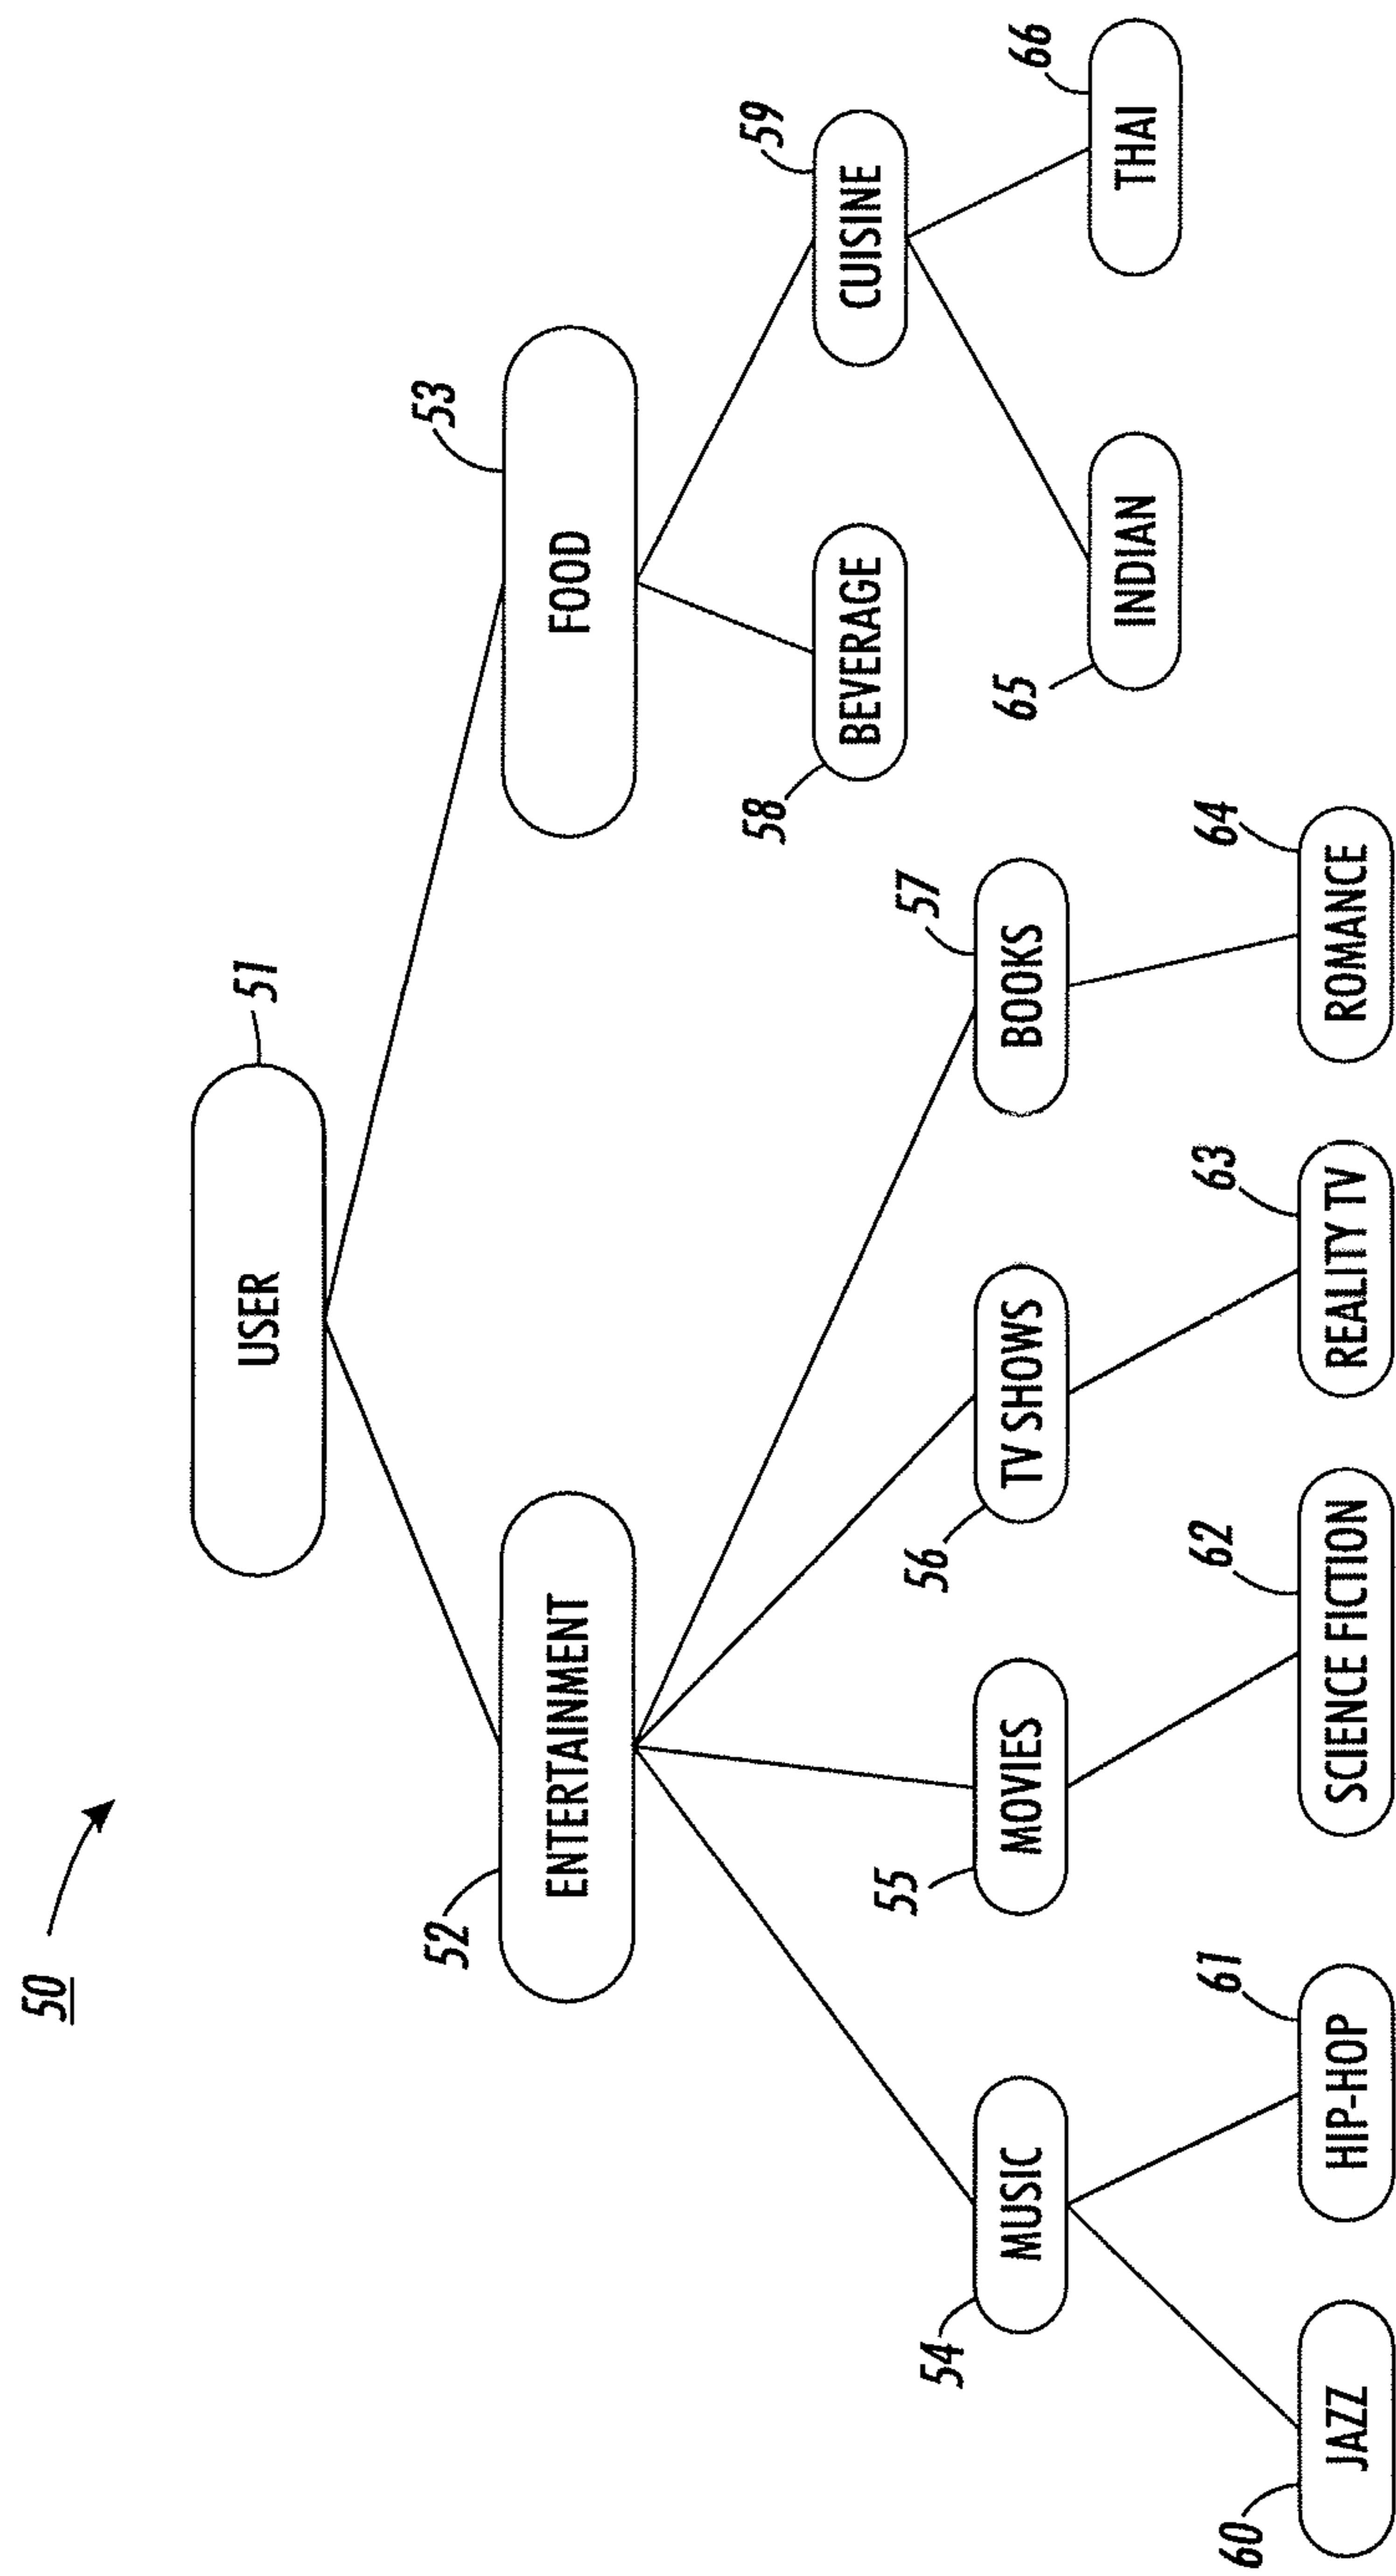 50
USER
51
52
ENTERTAINMENT
FOOD
53
58
BEVERAGE
CUISINE
59
54
MUSIC
55
MOVIES
56
TV SHOWS
BOOKS
57
65
INDIAN
THAI
66
60
JAZZ
HIP-HOP
61
SCIENCE FICTION
62
REALITY TV
63
ROMANCE
64